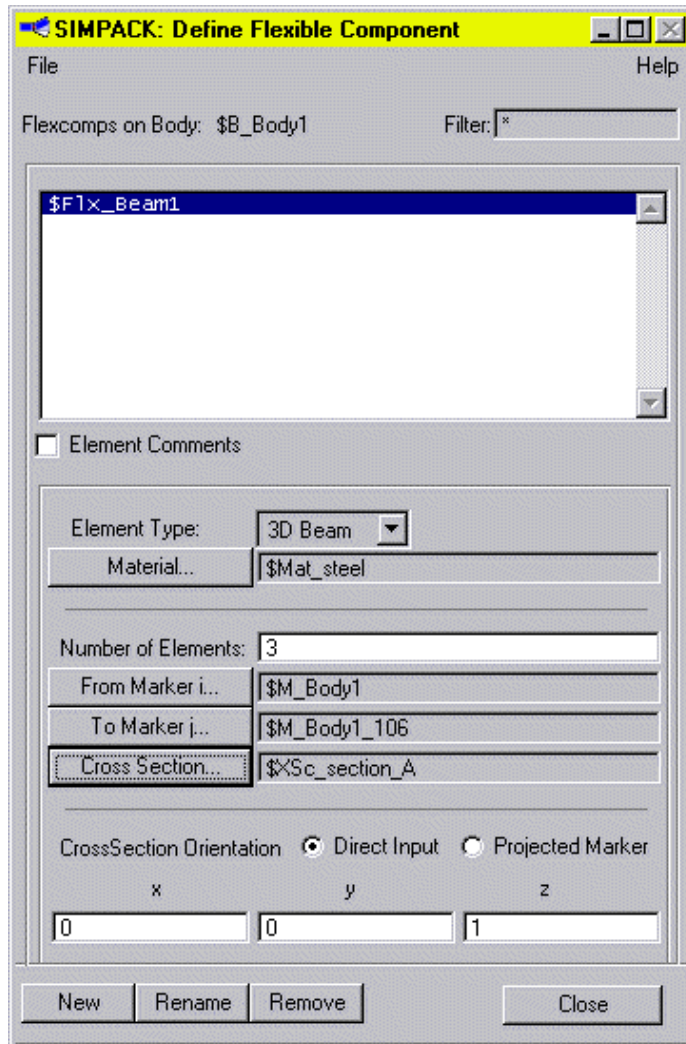 SIMPACK: Define Flexible Component
File Help
Flexcomps on Body: $B_Body1 Filter: *
$Flx_Beam1
Element Comments
Element Type: 3D Beam
Material... $Mat_steel
Number of Elements: 3
From Marker i... $M_Body1
To Marker j... $M_Body1_106
Cross Section... $XSc_section_A
CrossSection Orientation Direct Input Projected Marker
x y z
0 0 1
New Rename Remove Close